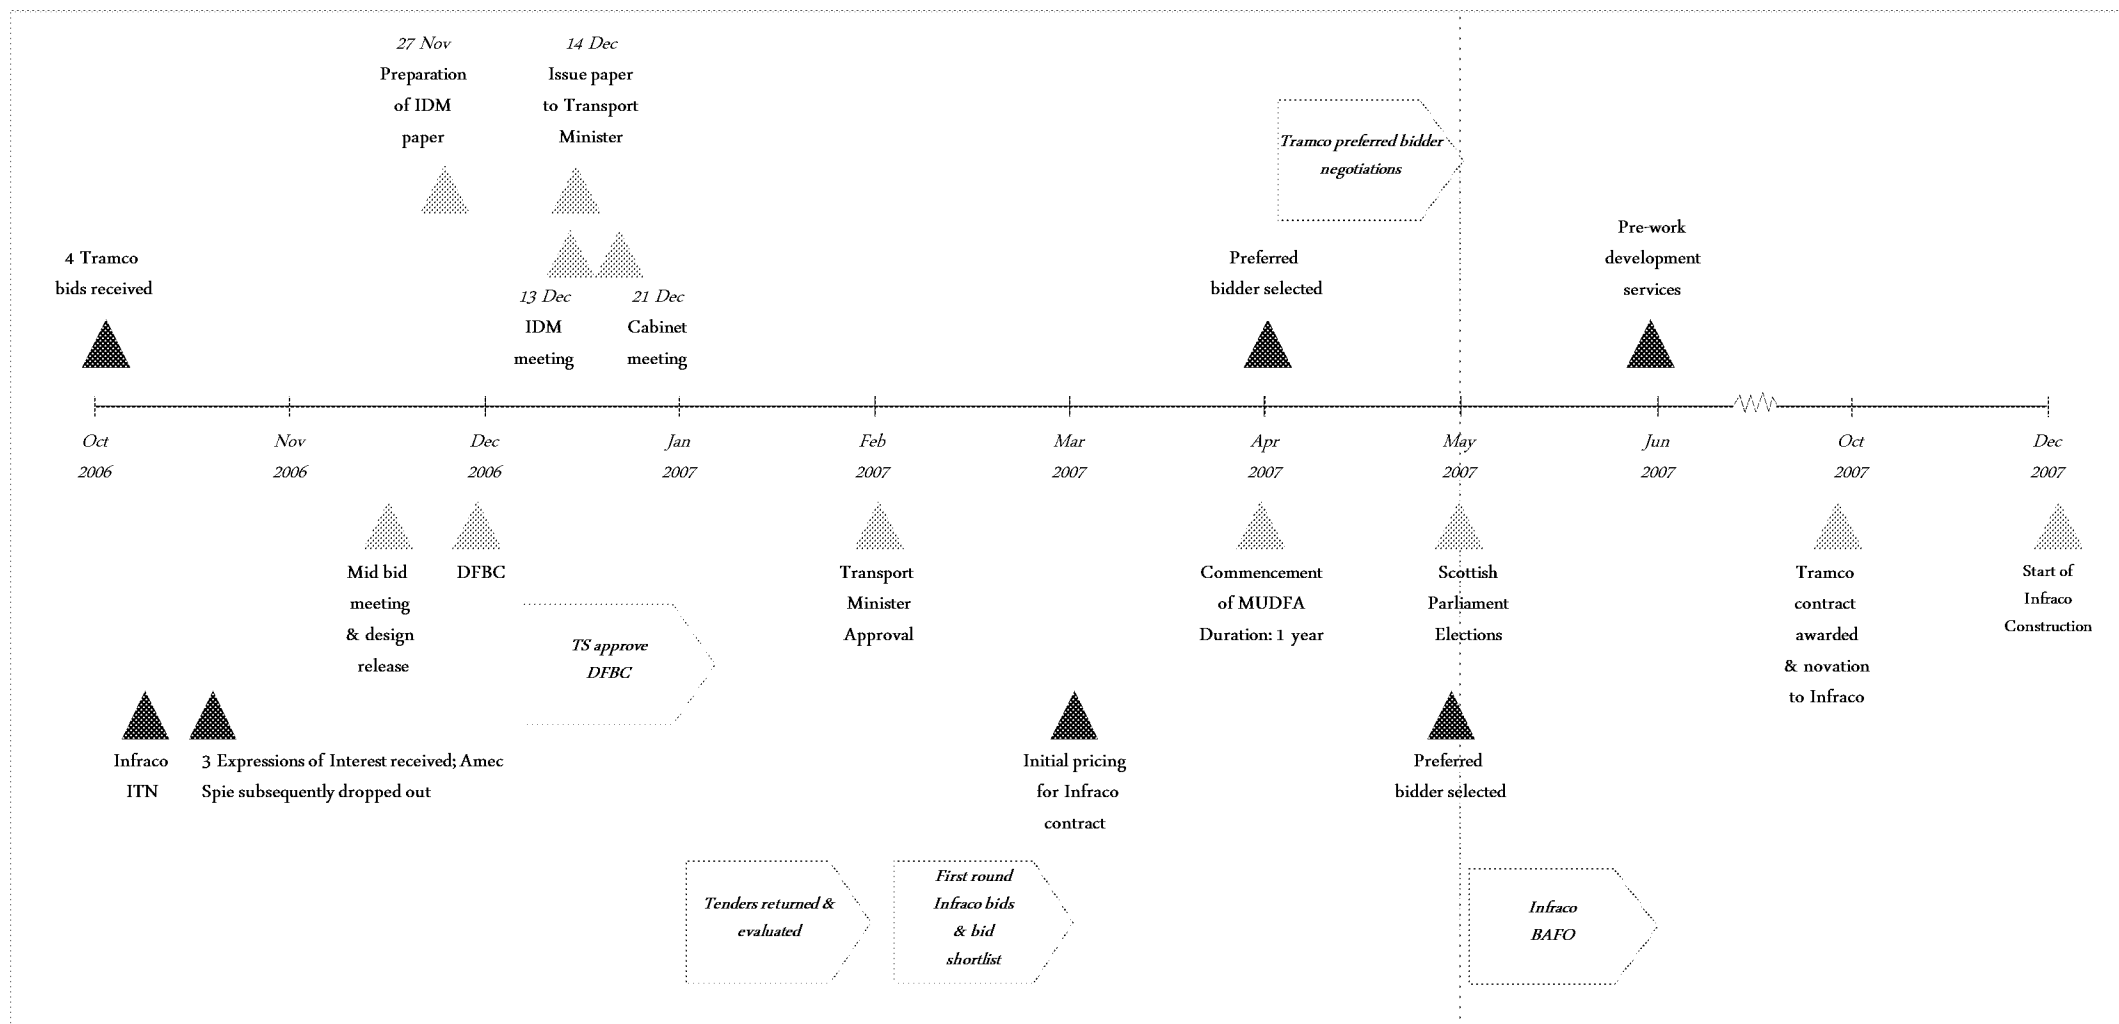 27 Nov
Preparation
of IDM
paper
14 Dec
Issue paper
to Transport
Minister
Tramco preferred bidder
negotiations
4 Tramco
bids received
13 Dec
IDM
meeting
21 Dec
Cabinet
meeting
Preferred
bidder selected
Pre-work
development
services
Oct
2006
Nov
2006
Dec
2006
Jan
2007
Feb
2007
Mar
2007
Apr
2007
May
2007
Jun
2007
Oct
2007
Dec
2007
Mid bid
meeting
& design
release
DFBC
TS approve
DFBC
Transport
Minister
Approval
Commencement
of MUDFA
Duration: 1 year
Scottish
Parliament
Elections
Tramco
contract
awarded
& novation
to Infraco
Start of
Infraco
Construction
Infraco
ITN
3 Expressions of Interest received; Amec
Spie subsequently dropped out
Initial pricing
for Infraco
contract
Preferred
bidder selected
Tenders returned &
evaluated
First round
Infraco bids
& bid
shortlist
Infraco
BAFO